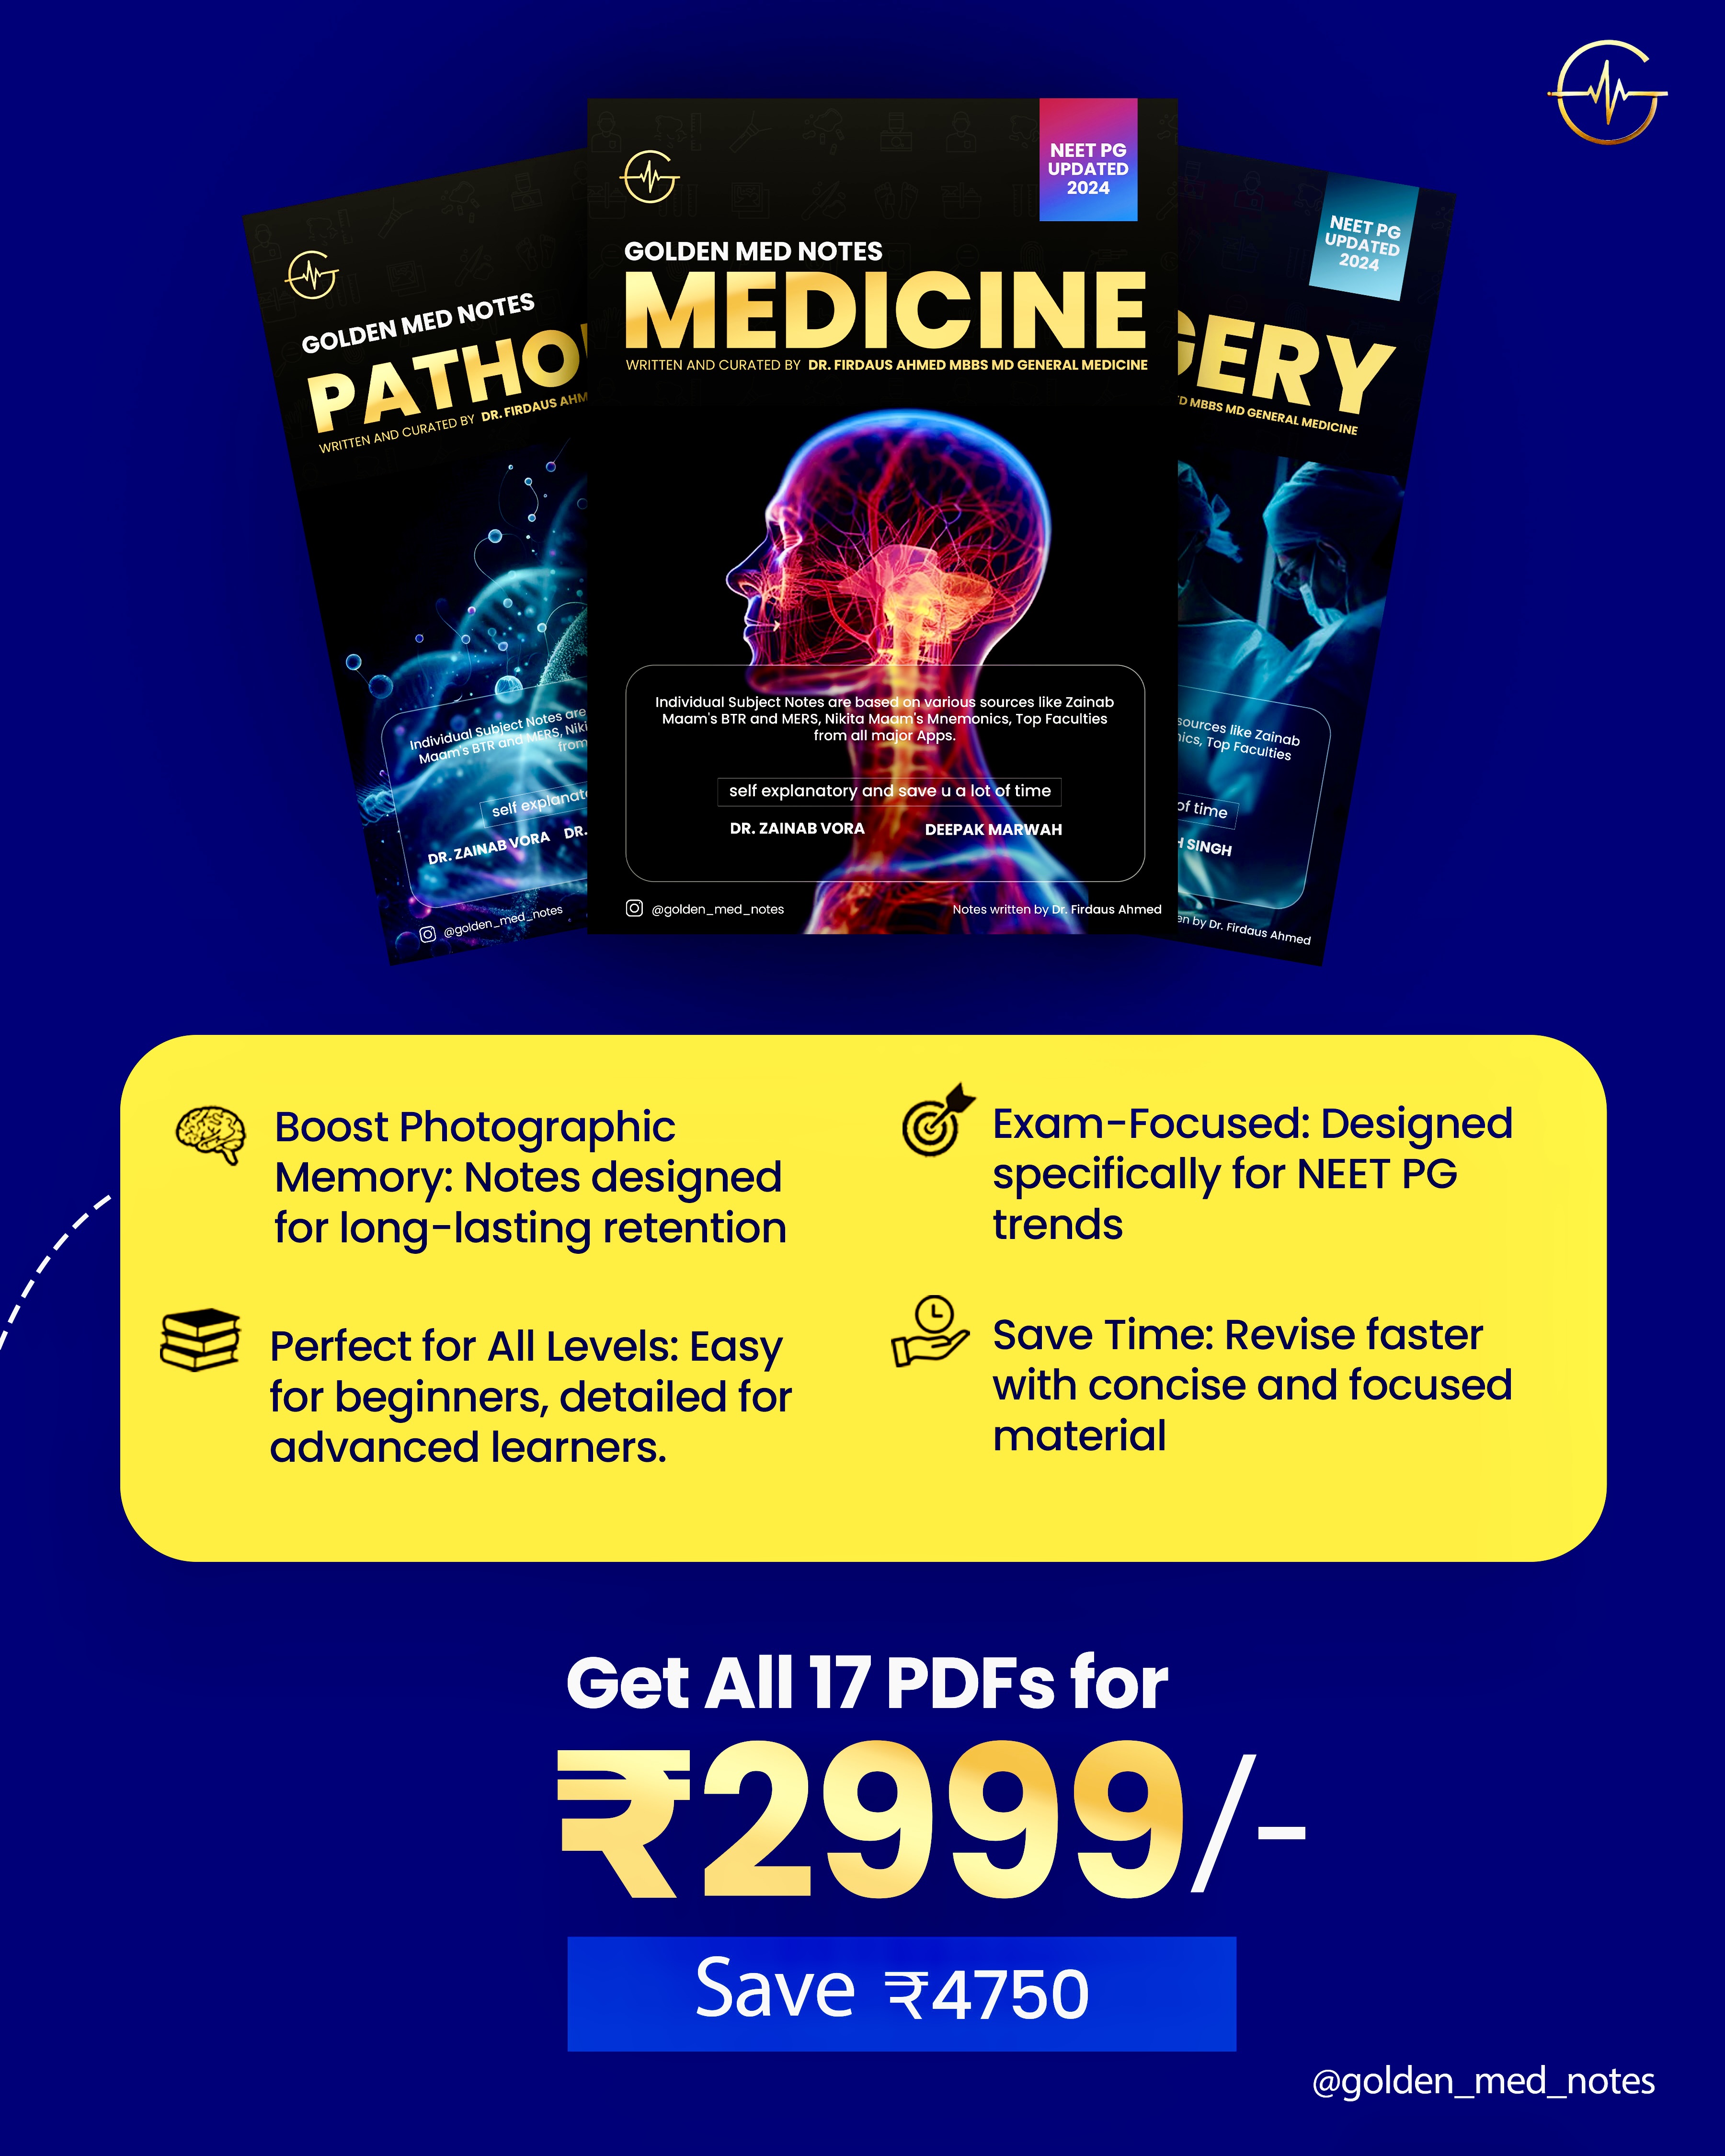 NEET PG
UPDATED
2024
GOLDEN MED NOTES
MEDICINE
WRITTEN AND CURATED BY DR. FIRDAUS AHMED MBBS MD GENERAL MEDICINE
Individual Subject Notes are based on various sources like Zainab
Maam's BTR and MERS, Nikita Maam's Mnemonics, Top Faculties
from all major Apps.
self explanatory and save u a lot of time
DR. ZAINAB VORA DEEPAK MARWAH
@golden_med_notes Notes written by Dr. Firdaus Ahmed
GOLDEN MED NOTES
WRITTEN AND CURATED BY DR. FIRDAUS
Individual Subject Notes are
Maam's BTR and MERS,
from
self
DR. ZAINAB VORA DR.
@golden_med_notes
NEET PG
UPDATED
2024
MBBS MD GENERAL MEDICINE
sources like Zainab
Top Faculties
of time
SINGH
by Dr. Firdaus Ahmed
Boost Photographic
Memory: Notes designed
for long-lasting retention
Exam-Focused: Designed
specifically for NEET PG
trends
Perfect for All Levels: Easy
for beginners, detailed for
advanced learners.
Save Time: Revise faster
with concise and focused
material
Get All 17 PDFs for
₹2999/-
Save ₹4750
@golden_med_notes